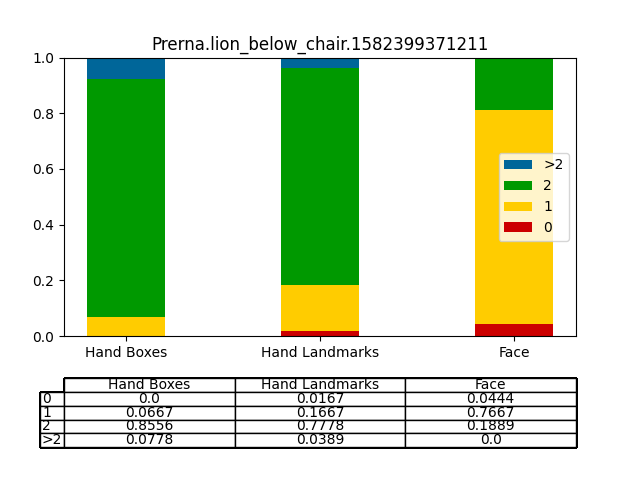 Prerna.lion_below_chair.1582399371211
1.0
0.8
0.6
0.4
0.2
0.0
>2
2
1
0
Hand Boxes Hand Landmarks Face
Hand Boxes Hand Landmarks Face
0 0.0 0.0167 0.0444
1 0.0667 0.1667 0.7667
2 0.8556 0.7778 0.1889
>2 0.0778 0.0389 0.0